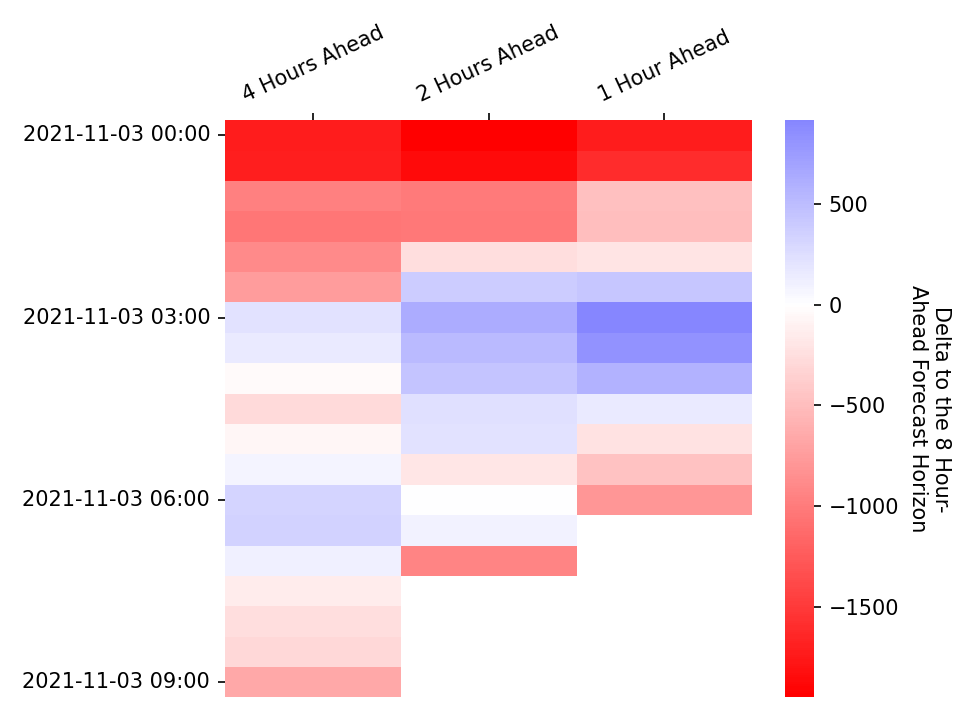 4 Hours Ahead
2 Hours Ahead
1 Hour Ahead
2021-11-03 00:00
2021-11-03 03:00
2021-11-03 06:00
2021-11-03 09:00
500
0
−500
−1000
−1500
Delta to the 8 Hour-
Ahead Forecast Horizon